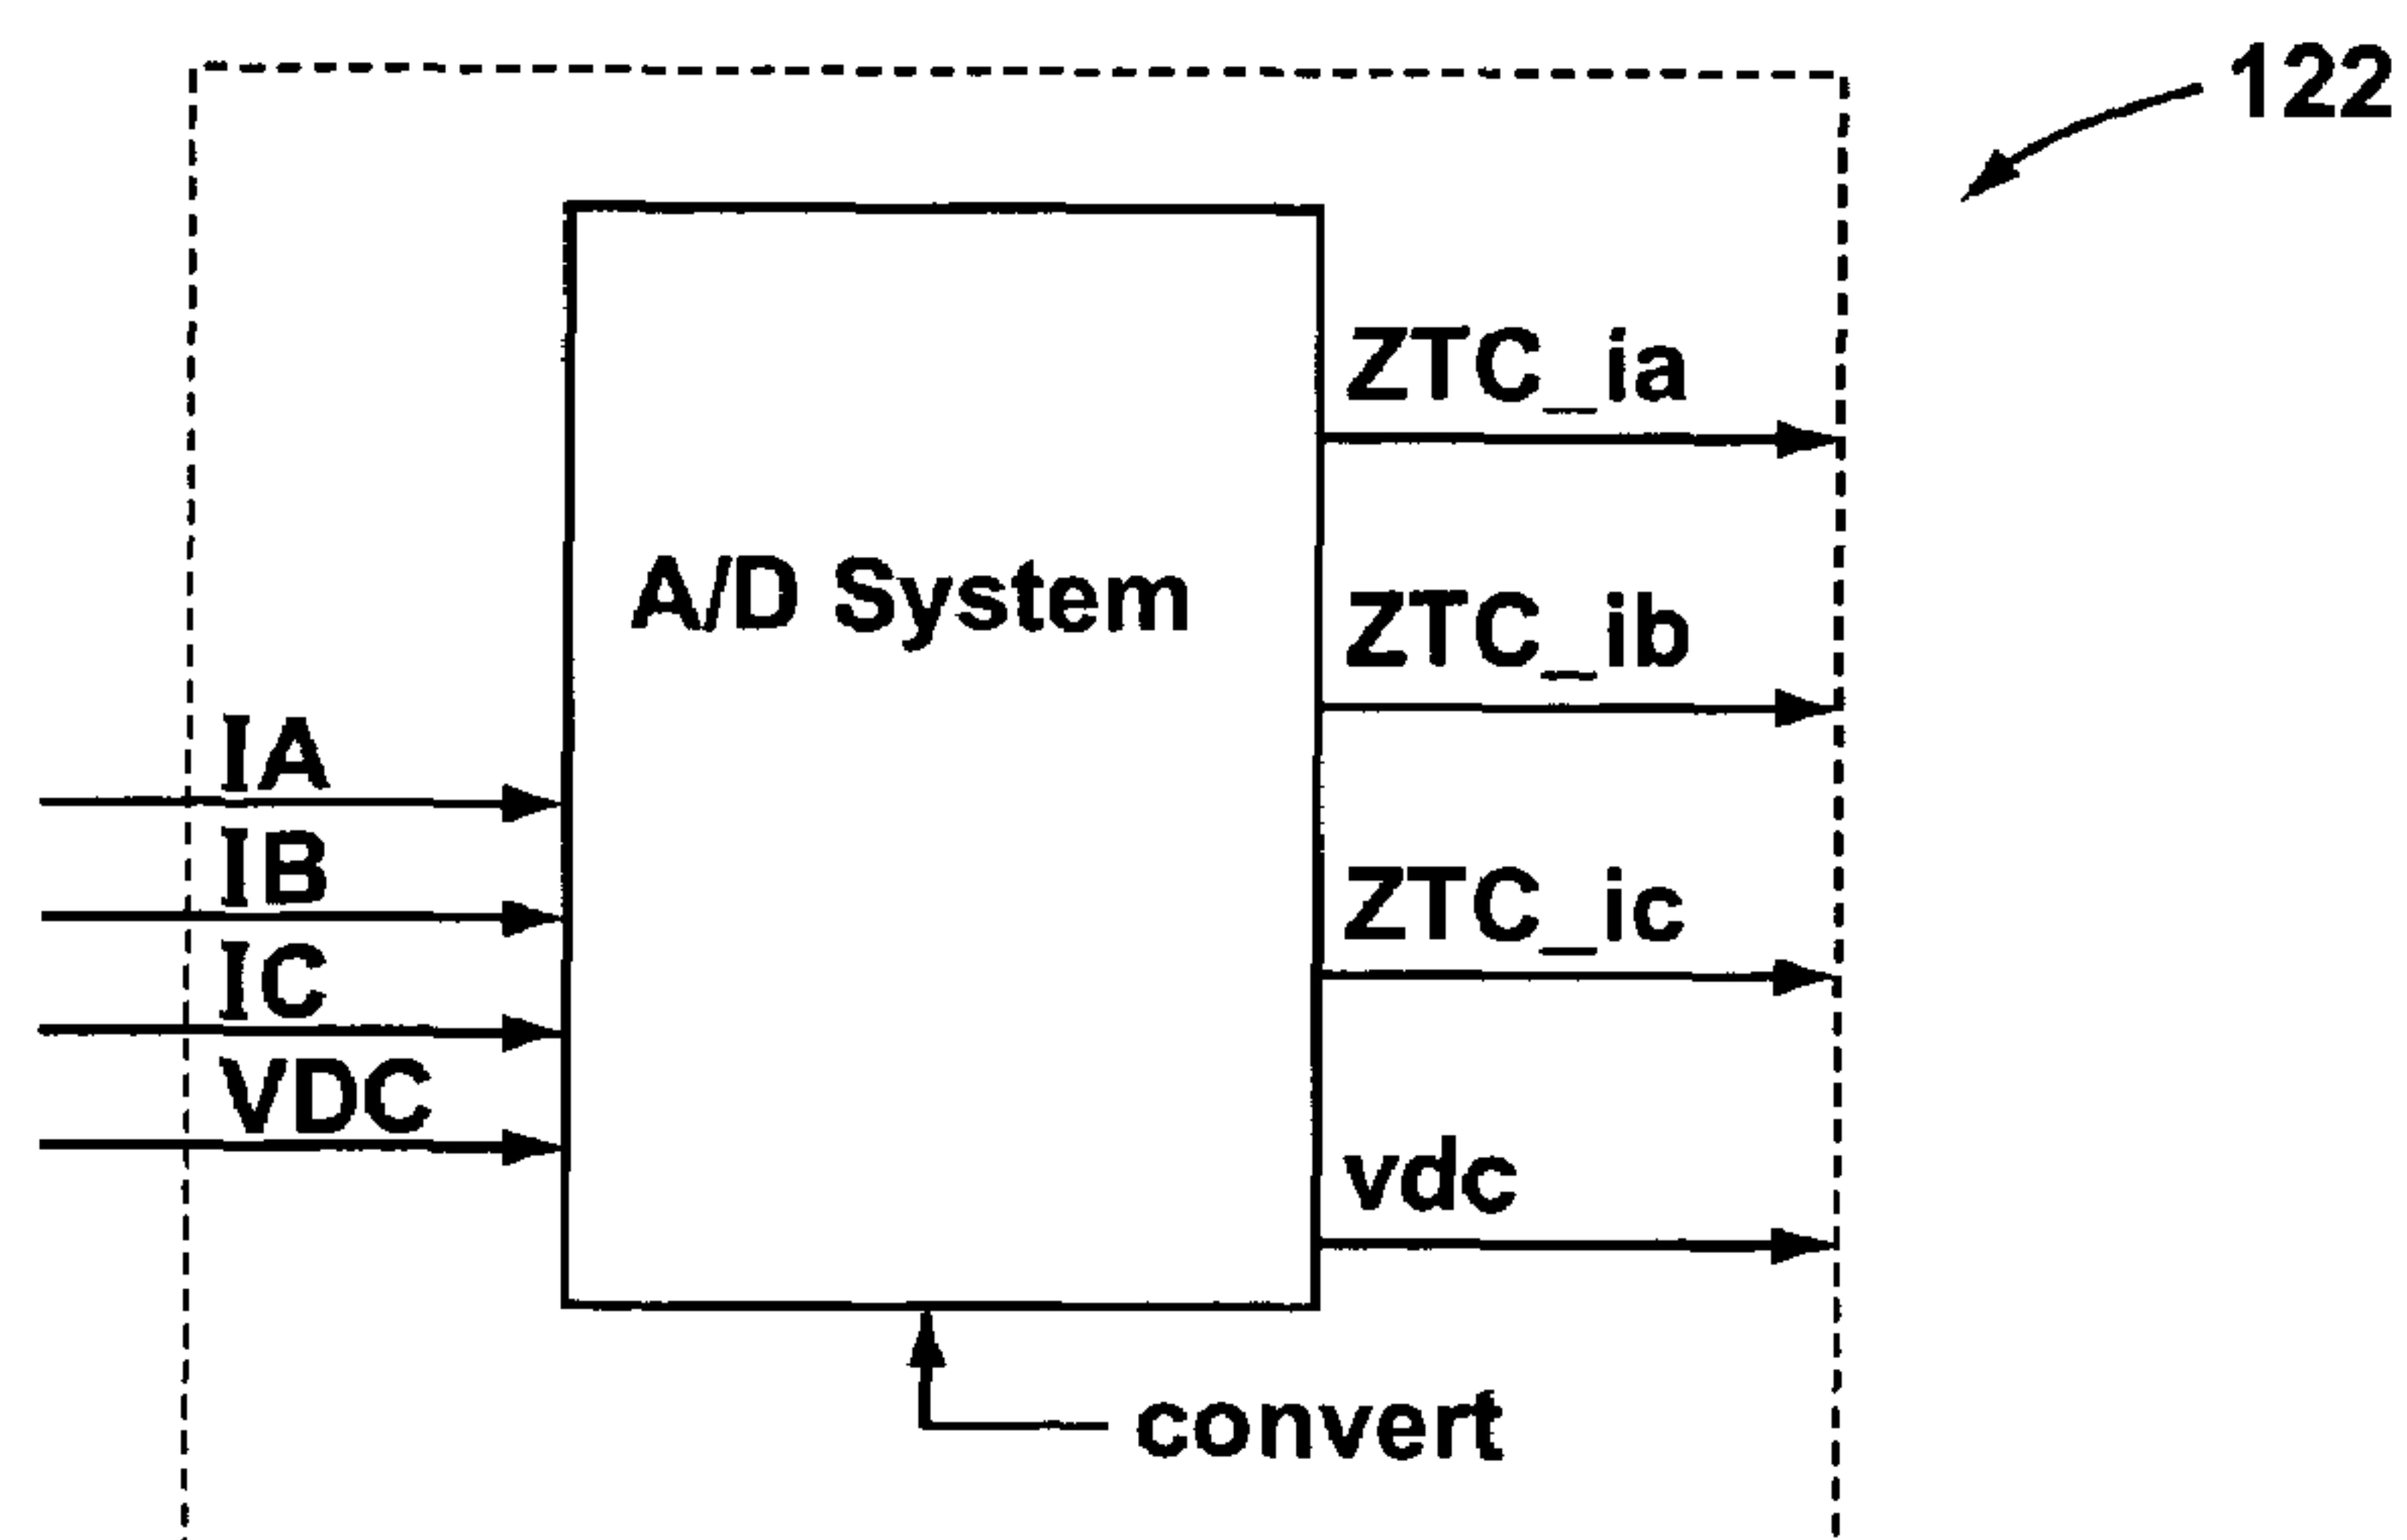 122
ZTC_ia
A/D System
ZTC_ib
IA
IB
ZTC_ic
IC
VDC
vdc
convert